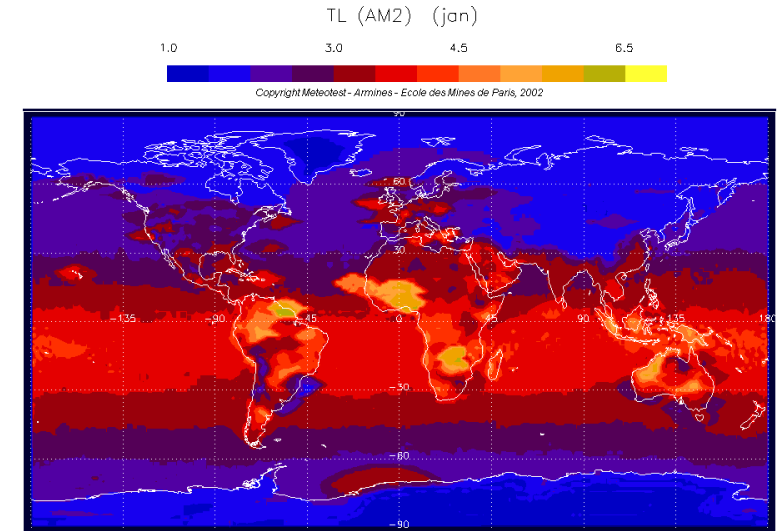 TL (AM2) (jan)
1.0 3.0 4.5 6.5
Copyright Meteotest - Armines - Ecole des Mines de Paris, 2002
90
60
30
-135 -90 -45 0 45 90 135 180
-30
-60
-90